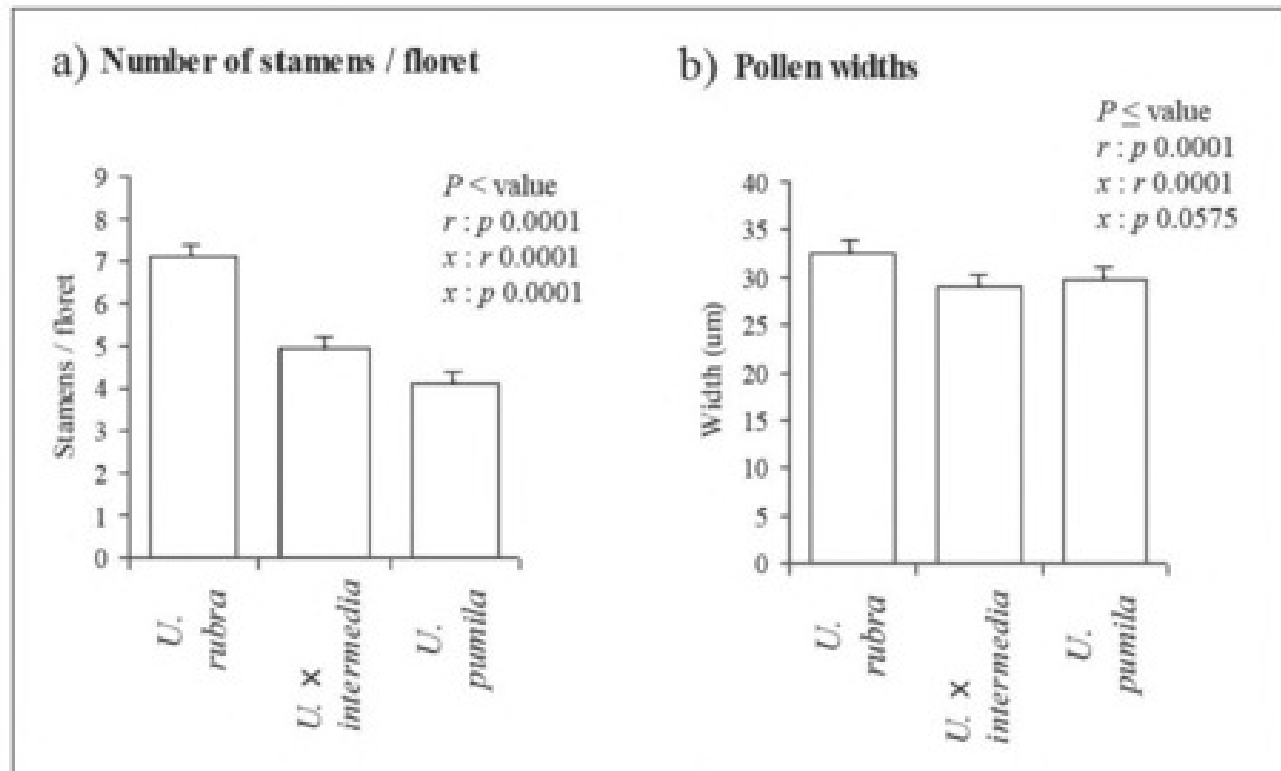 a) Number of stamens / floret
P < value
r : p 0.0001
x : r 0.0001
x : p 0.0001
Stamens / floret
9
8
7
6
5
4
3
2
1
0
U.
rubra
U. ×
intermedia
U.
pumila
b) Pollen widths
P ≤ value
r : p 0.0001
x : r 0.0001
x : p 0.0575
Width (um)
40
35
30
25
20
15
10
5
0
U.
rubra
U. ×
intermedia
U.
pumila